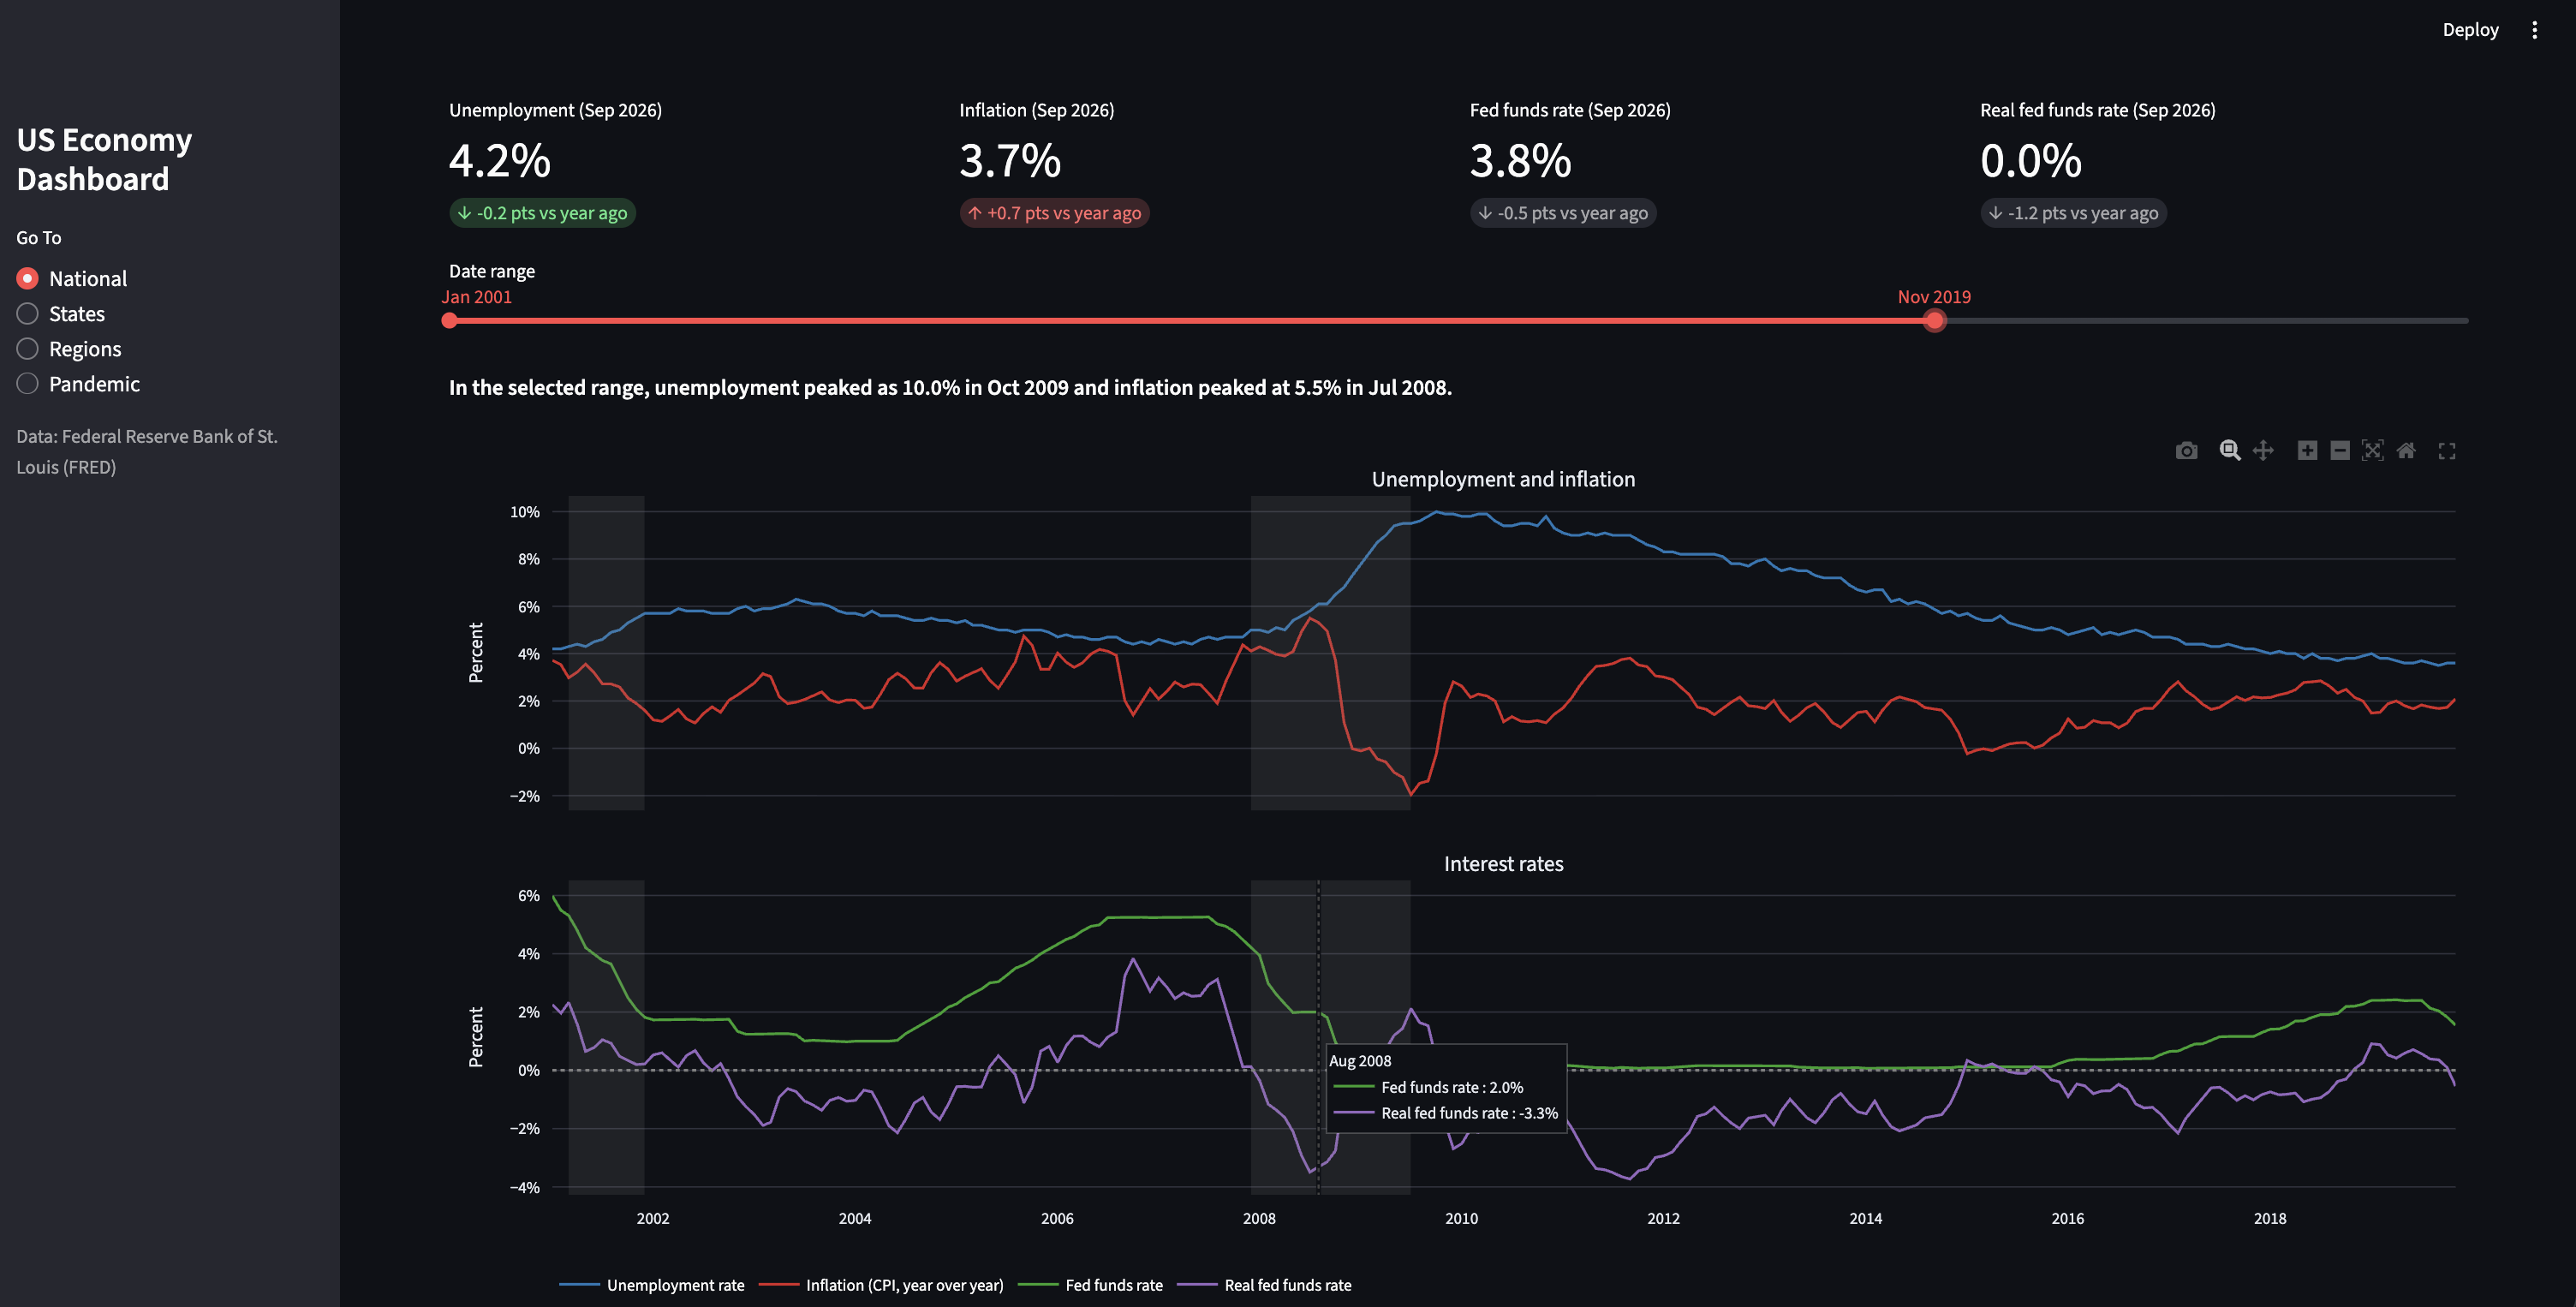 Deploy
US Economy
Dashboard
Go To
National
States
Regions
Pandemic
Data: Federal Reserve Bank of St.
Louis (FRED)
Unemployment (Sep 2026)
4.2%
-0.2 pts vs year ago
Inflation (Sep 2026)
3.7%
+0.7 pts vs year ago
Fed funds rate (Sep 2026)
3.8%
-0.5 pts vs year ago
Real fed funds rate (Sep 2026)
0.0%
-1.2 pts vs year ago
Date range
Jan 2001
Nov 2019
In the selected range, unemployment peaked as 10.0% in Oct 2009 and inflation peaked at 5.5% in Jul 2008.
Unemployment and inflation
Percent
10%
8%
6%
4%
2%
0%
−2%
Interest rates
Percent
6%
4%
2%
0%
−2%
−4%
Aug 2008
Fed funds rate : 2.0%
Real fed funds rate : -3.3%
2002 2004 2006 2008 2010 2012 2014 2016 2018
Unemployment rate Inflation (CPI, year over year) Fed funds rate Real fed funds rate